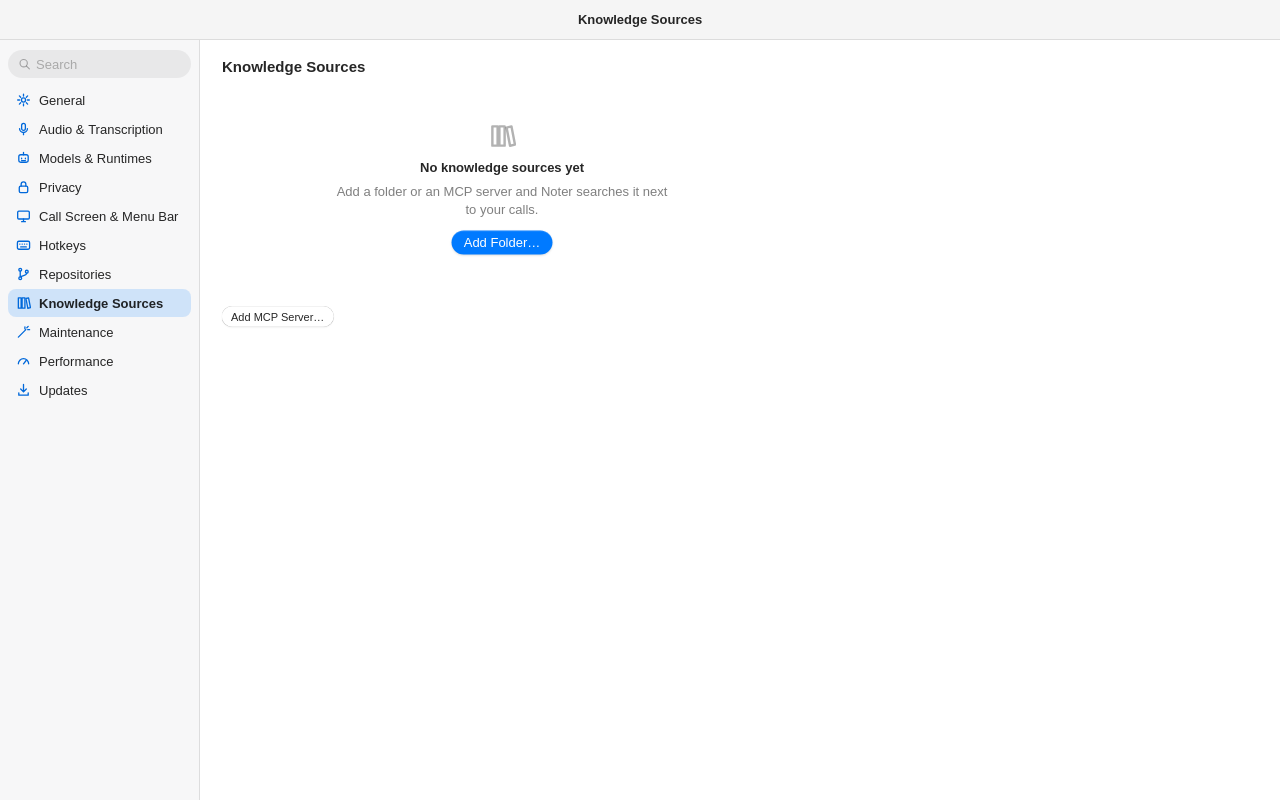 Knowledge Sources
Search
General
Audio & Transcription
Models & Runtimes
Privacy
Call Screen & Menu Bar
Hotkeys
Repositories
Knowledge Sources
Maintenance
Performance
Updates
Knowledge Sources
No knowledge sources yet
Add a folder or an MCP server and Noter searches it next
to your calls.
Add Folder…
Add MCP Server…